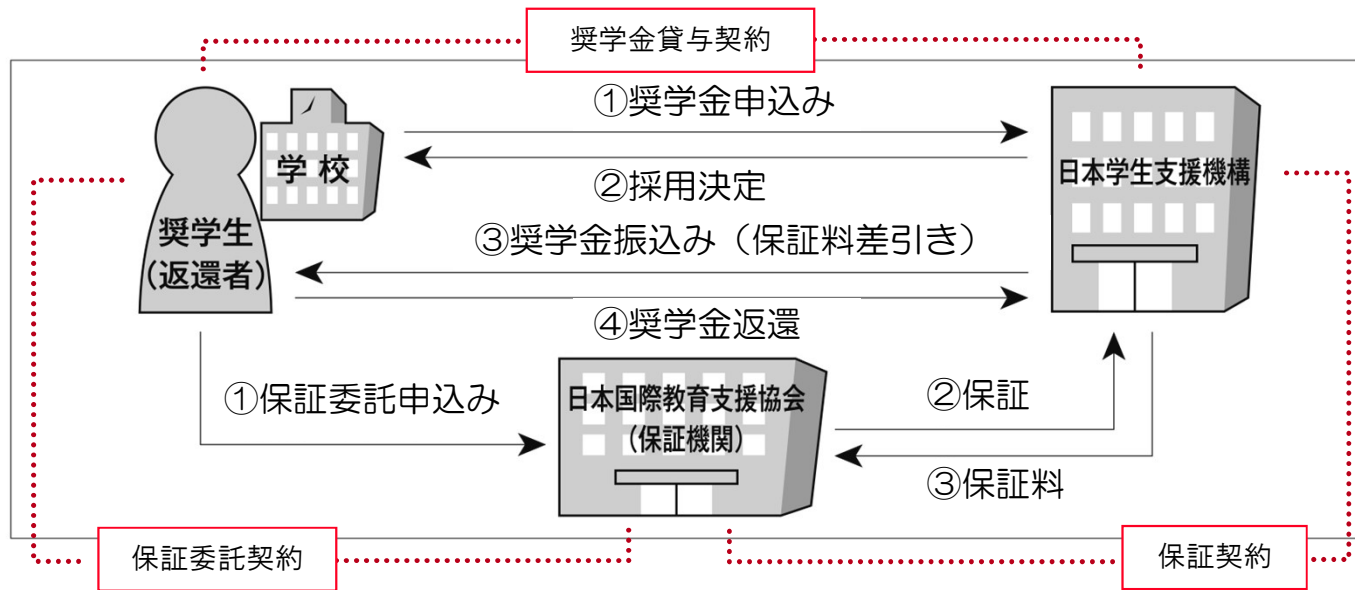 奨学金貸与契約
①奨学金申込み
学校
②採用決定
日本学生支援機構
奨学生
(返還者)
③奨学金振込み（保証料差引き）
④奨学金返還
①保証委託申込み
日本国際教育支援協会
(保証機関)
②保証
③保証料
保証委託契約
保証契約